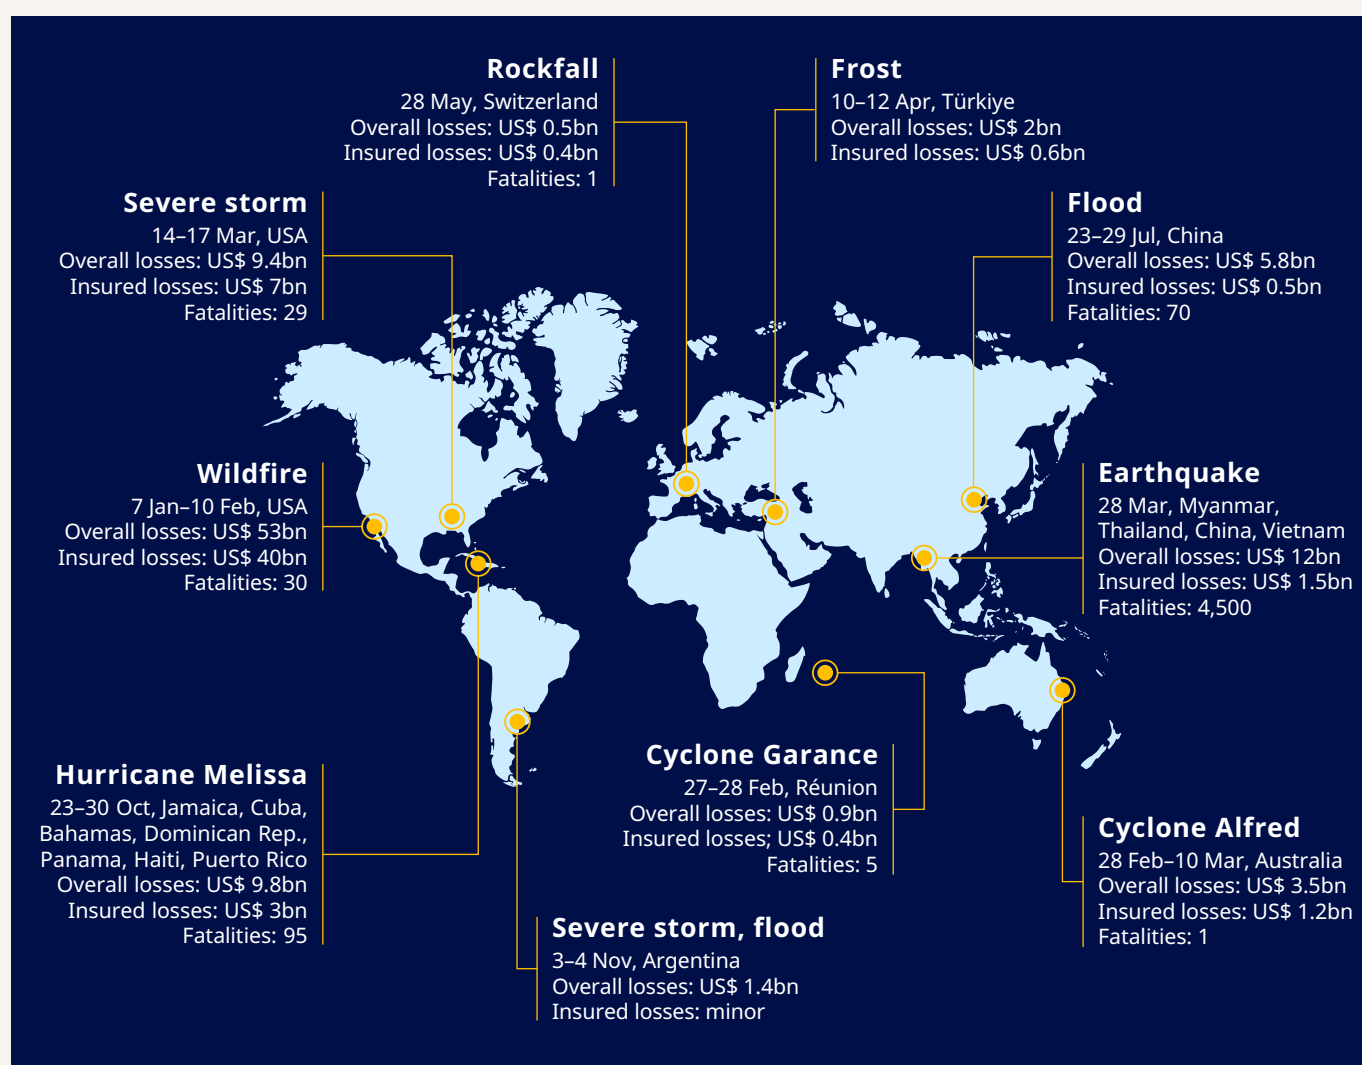 Rockfall
28 May, Switzerland
Overall losses: US$ 0.5bn
Insured losses: US$ 0.4bn
Fatalities: 1
Frost
10–12 Apr, Türkiye
Overall losses: US$ 2bn
Insured losses: US$ 0.6bn
Severe storm
14–17 Mar, USA
Overall losses: US$ 9.4bn
Insured losses: US$ 7bn
Fatalities: 29
Flood
23–29 Jul, China
Overall losses: US$ 5.8bn
Insured losses: US$ 0.5bn
Fatalities: 70
Wildfire
7 Jan–10 Feb, USA
Overall losses: US$ 53bn
Insured losses: US$ 40bn
Fatalities: 30
Earthquake
28 Mar, Myanmar,
Thailand, China, Vietnam
Overall losses: US$ 12bn
Insured losses: US$ 1.5bn
Fatalities: 4,500
Hurricane Melissa
23–30 Oct, Jamaica, Cuba,
Bahamas, Dominican Rep.,
Panama, Haiti, Puerto Rico
Overall losses: US$ 9.8bn
Insured losses: US$ 3bn
Fatalities: 95
Cyclone Garance
27–28 Feb, Réunion
Overall losses: US$ 0.9bn
Insured losses; US$ 0.4bn
Fatalities: 5
Cyclone Alfred
28 Feb–10 Mar, Australia
Overall losses: US$ 3.5bn
Insured losses: US$ 1.2bn
Fatalities: 1
Severe storm, flood
3–4 Nov, Argentina
Overall losses: US$ 1.4bn
Insured losses: minor